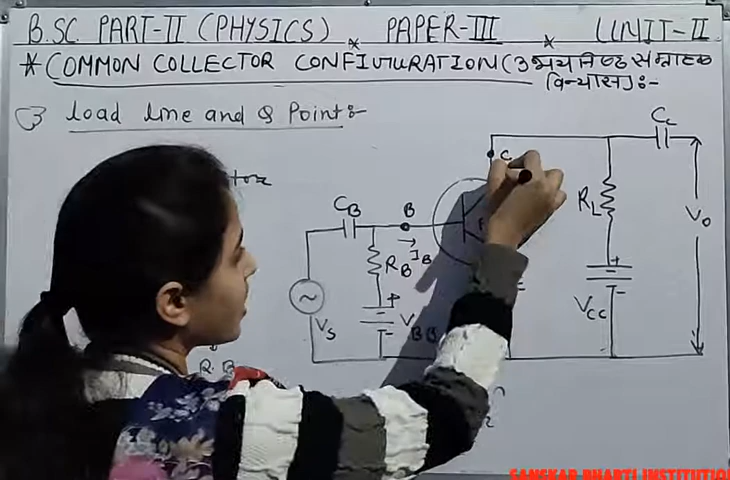 B.SC. PART-II (PHYSICS) * PAPER-III * UNIT-II
* COMMON COLLECTOR CONFIGURATION (उभयनिष्ठ संग्राहक
विन्यास) :-
③ Load line and Q Point:-
C
Cc
CB
B
RL
Vo
IB
RB
+
+
Vs
VBB
-
VCC
-
R B
SANSKAR BHARTI INSTITUTION